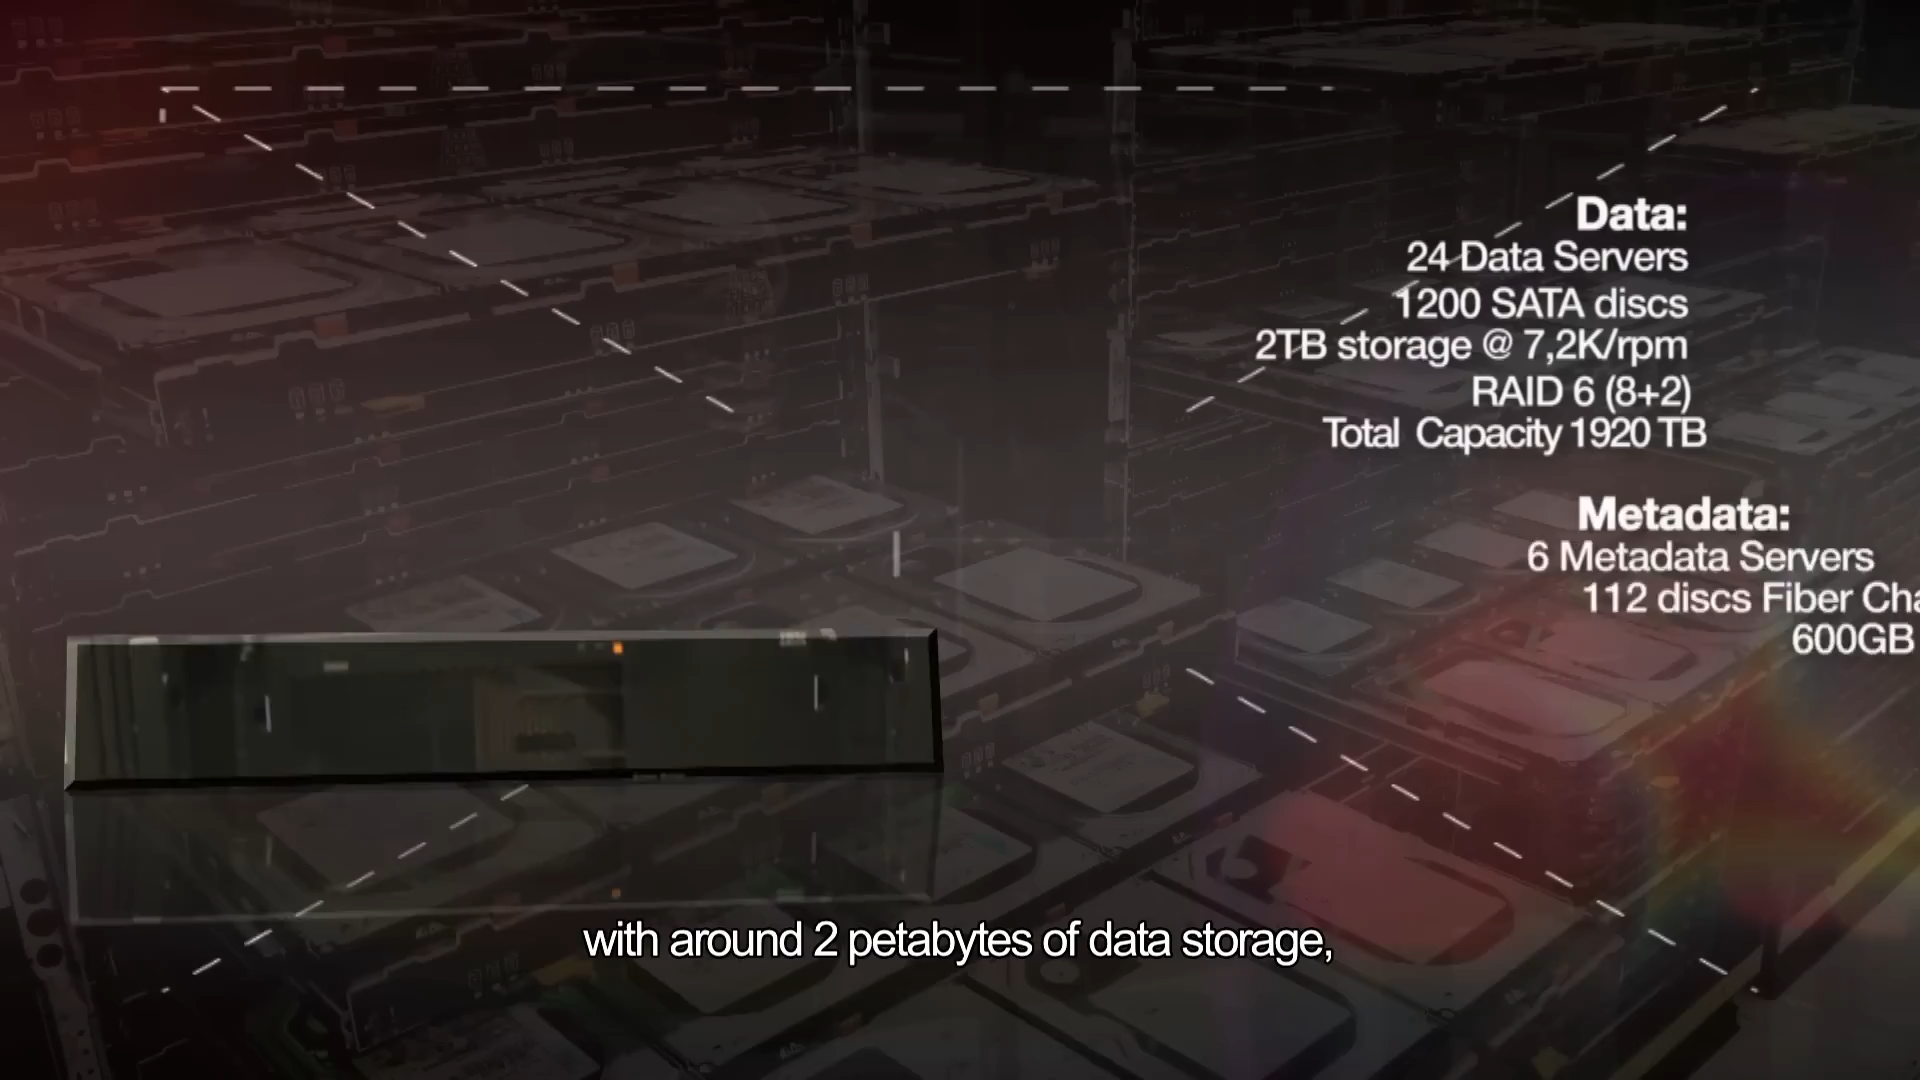 Data:
24 Data Servers
1200 SATA discs
2TB storage @ 7,2K/rpm
RAID 6 (8+2)
Total Capacity 1920 TB
Metadata:
6 Metadata Servers
112 discs Fiber
600GB
with around 2 petabytes of data storage,